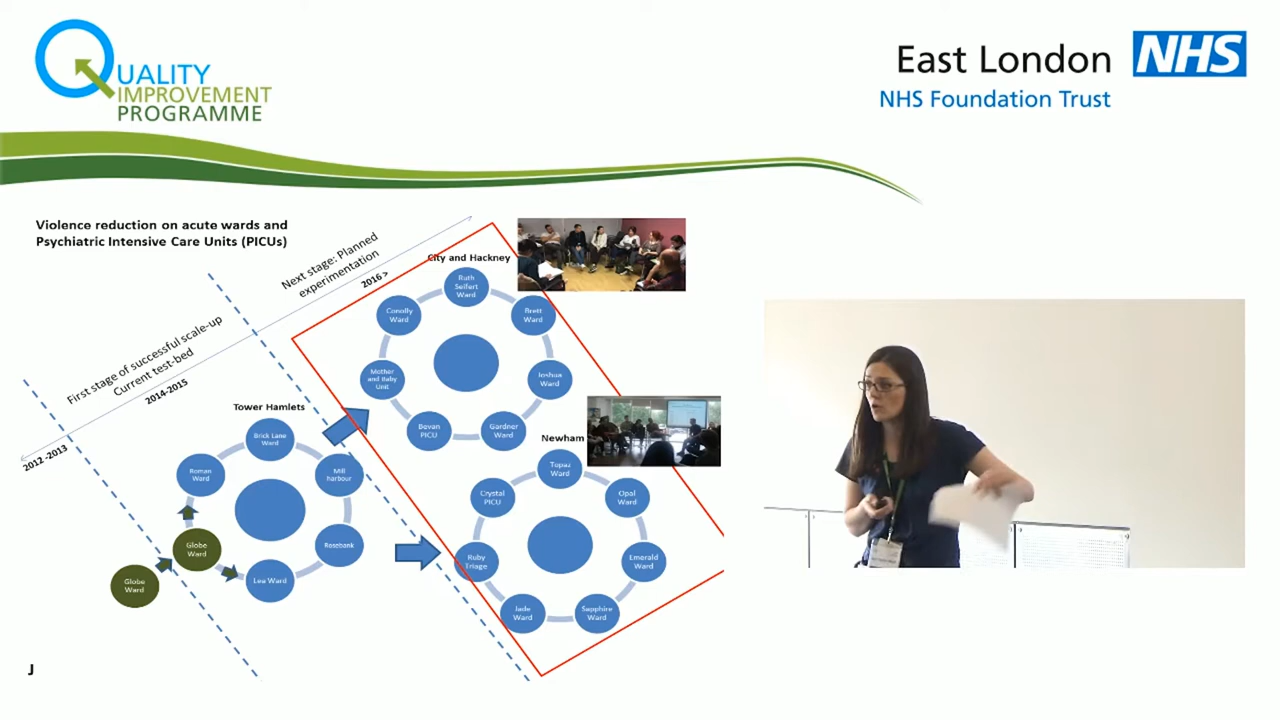 QUALITY
IMPROVEMENT
PROGRAMME
East London NHS
NHS Foundation Trust
Violence reduction on acute wards and
Psychiatric Intensive Care Units (PICUs)
2012 -2013
First stage of successful scale-up
Current test-bed
2014-2015
Next stage: Planned
experimentation
2016 >
City and Hackney
Ruth
Seifert
Ward
Brett
Ward
Joshua
Ward
Gardner
Ward
Bevan
PICU
Mother
and Baby
Unit
Conolly
Ward
Tower Hamlets
Brick Lane
Ward
Mill
harbour
Rosebank
Lea Ward
Globe
Ward
Roman
Ward
Globe
Ward
Newham
Topaz
Ward
Opal
Ward
Emerald
Ward
Sapphire
Ward
Jade
Ward
Ruby
Triage
Crystal
PICU
J